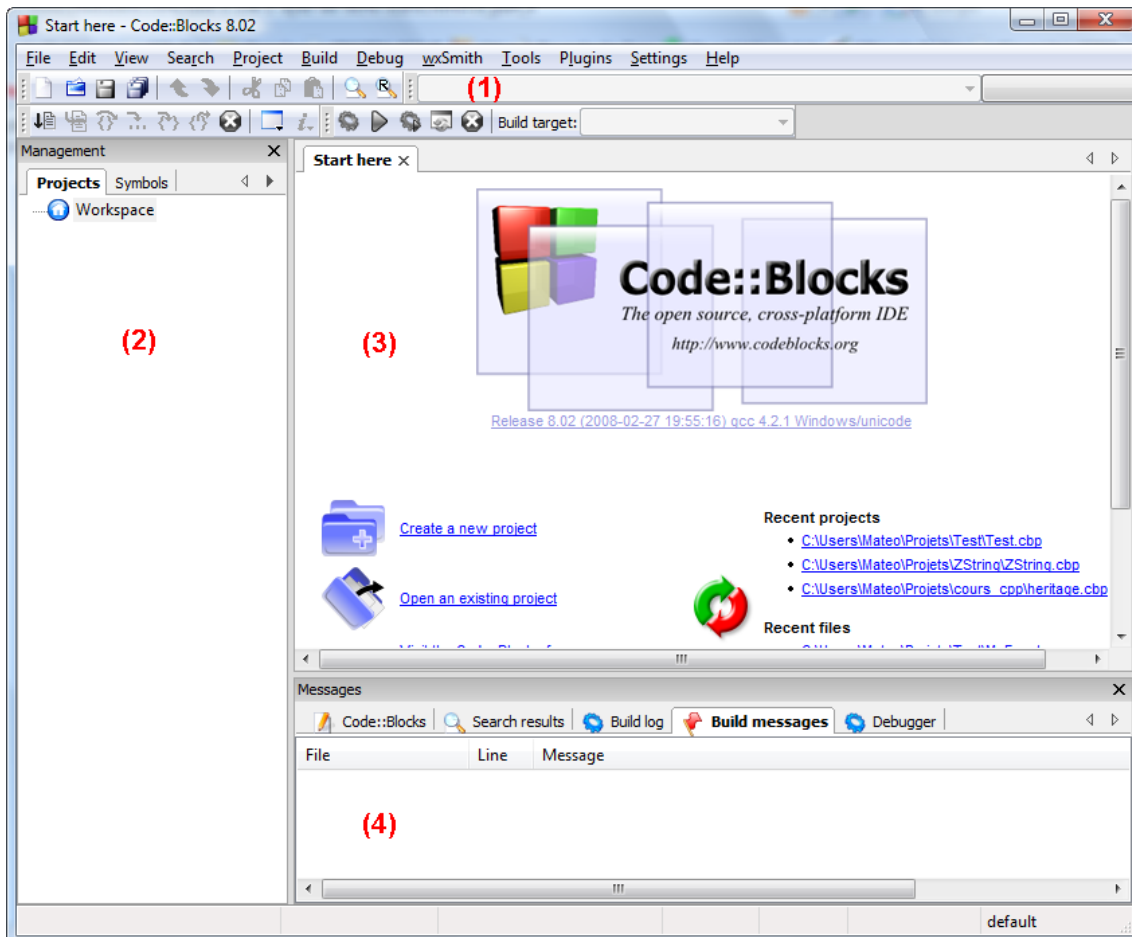 Start here - Code::Blocks 8.02
File Edit View Search Project Build Debug wxSmith Tools Plugins Settings Help
(1)
Build target:
Management
Start here
Projects Symbols
Workspace
(2)
(3)
Code::Blocks
The open source, cross-platform IDE
http://www.codeblocks.org
Release 8.02 (2008-02-27 19:55:16) gcc 4.2.1 Windows/unicode
Create a new project
Open an existing project
Recent projects
C:\Users\Mateo\Projets\Test\Test.cbp
C:\Users\Mateo\Projets\ZString\ZString.cbp
C:\Users\Mateo\Projets\cours_cpp\heritage.cbp
Recent files
Messages
Code::Blocks Search results Build log Build messages Debugger
File Line Message
(4)
default